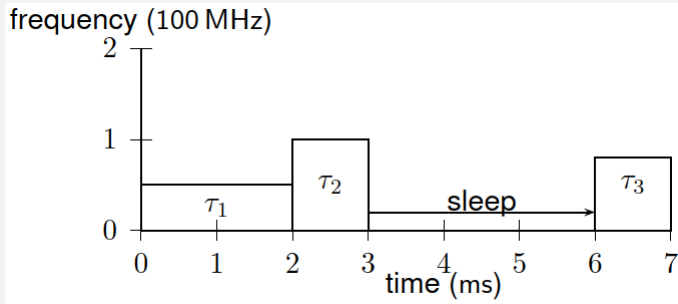 frequency (100 MHz)
2
1
0
τ1
τ2
sleep
τ3
0 1 2 3 4 5 6 7
time (ms)